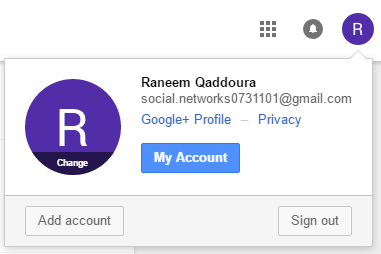 R
Raneem Qaddoura
social.networks0731101@gmail.com
Google+ Profile – Privacy
R
Change
My Account
Add account
Sign out